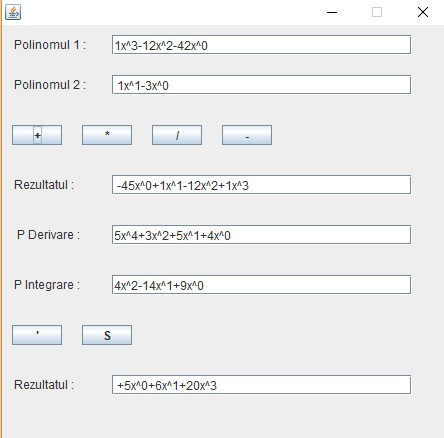 Polinomul 1 : 1x^3-12x^2-42x^0
Polinomul 2 : 1x^1-3x^0
+ * / -
Rezultatul : -45x^0+1x^1-12x^2+1x^3
P Derivare : 5x^4+3x^2+5x^1+4x^0
P Integrare : 4x^2-14x^1+9x^0
' S
Rezultatul : +5x^0+6x^1+20x^3